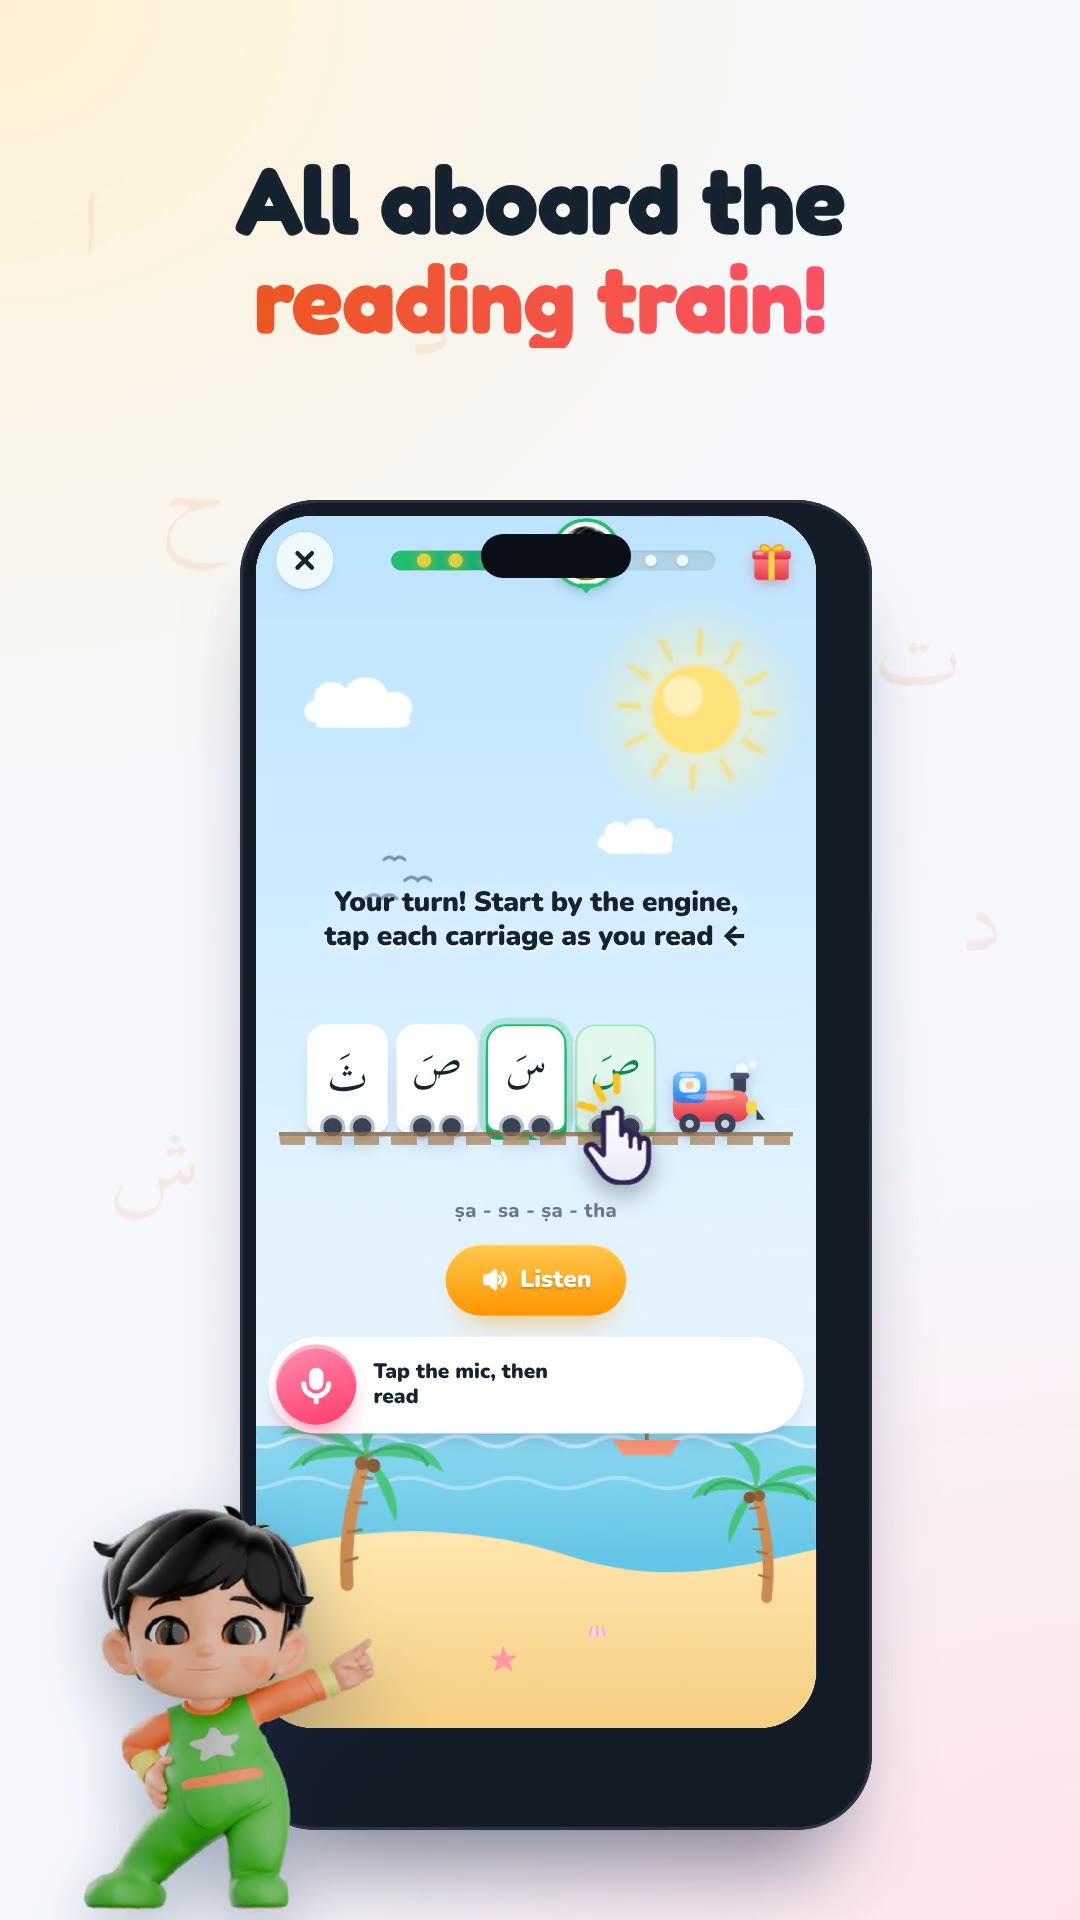 All aboard the
reading train!
Your turn! Start by the engine,
tap each carriage as you read ←
صَ سَ صَ ثَ
ṣa - sa - ṣa - tha
Listen
Tap the mic, then
read
ا
د
ح
ت
د
ش